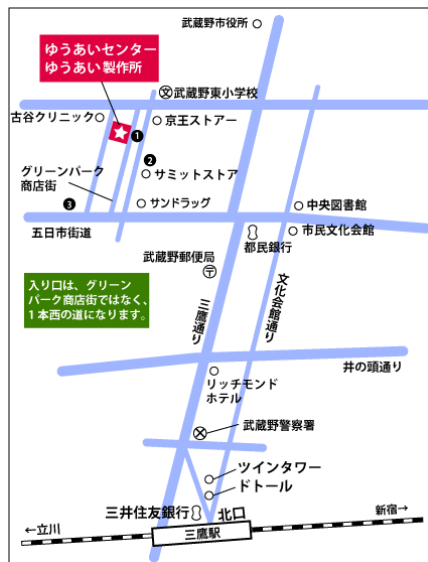 武蔵野市役所
ゆうあいセンター
ゆうあい製作所
武蔵野東小学校
古谷クリニック
京王ストアー
1
2
サミットストア
グリーンパーク
商店街
3
サンドラッグ
中央図書館
五日市街道
都民銀行
市民文化会館
武蔵野郵便局
入り口は、グリーン
パーク商店街ではなく、
1本西の道になります。
三鷹通り
文化会館通り
井の頭通り
リッチモンド
ホテル
武蔵野警察署
ツインタワー
ドトール
三井住友銀行
北口
←立川
三鷹駅
新宿→